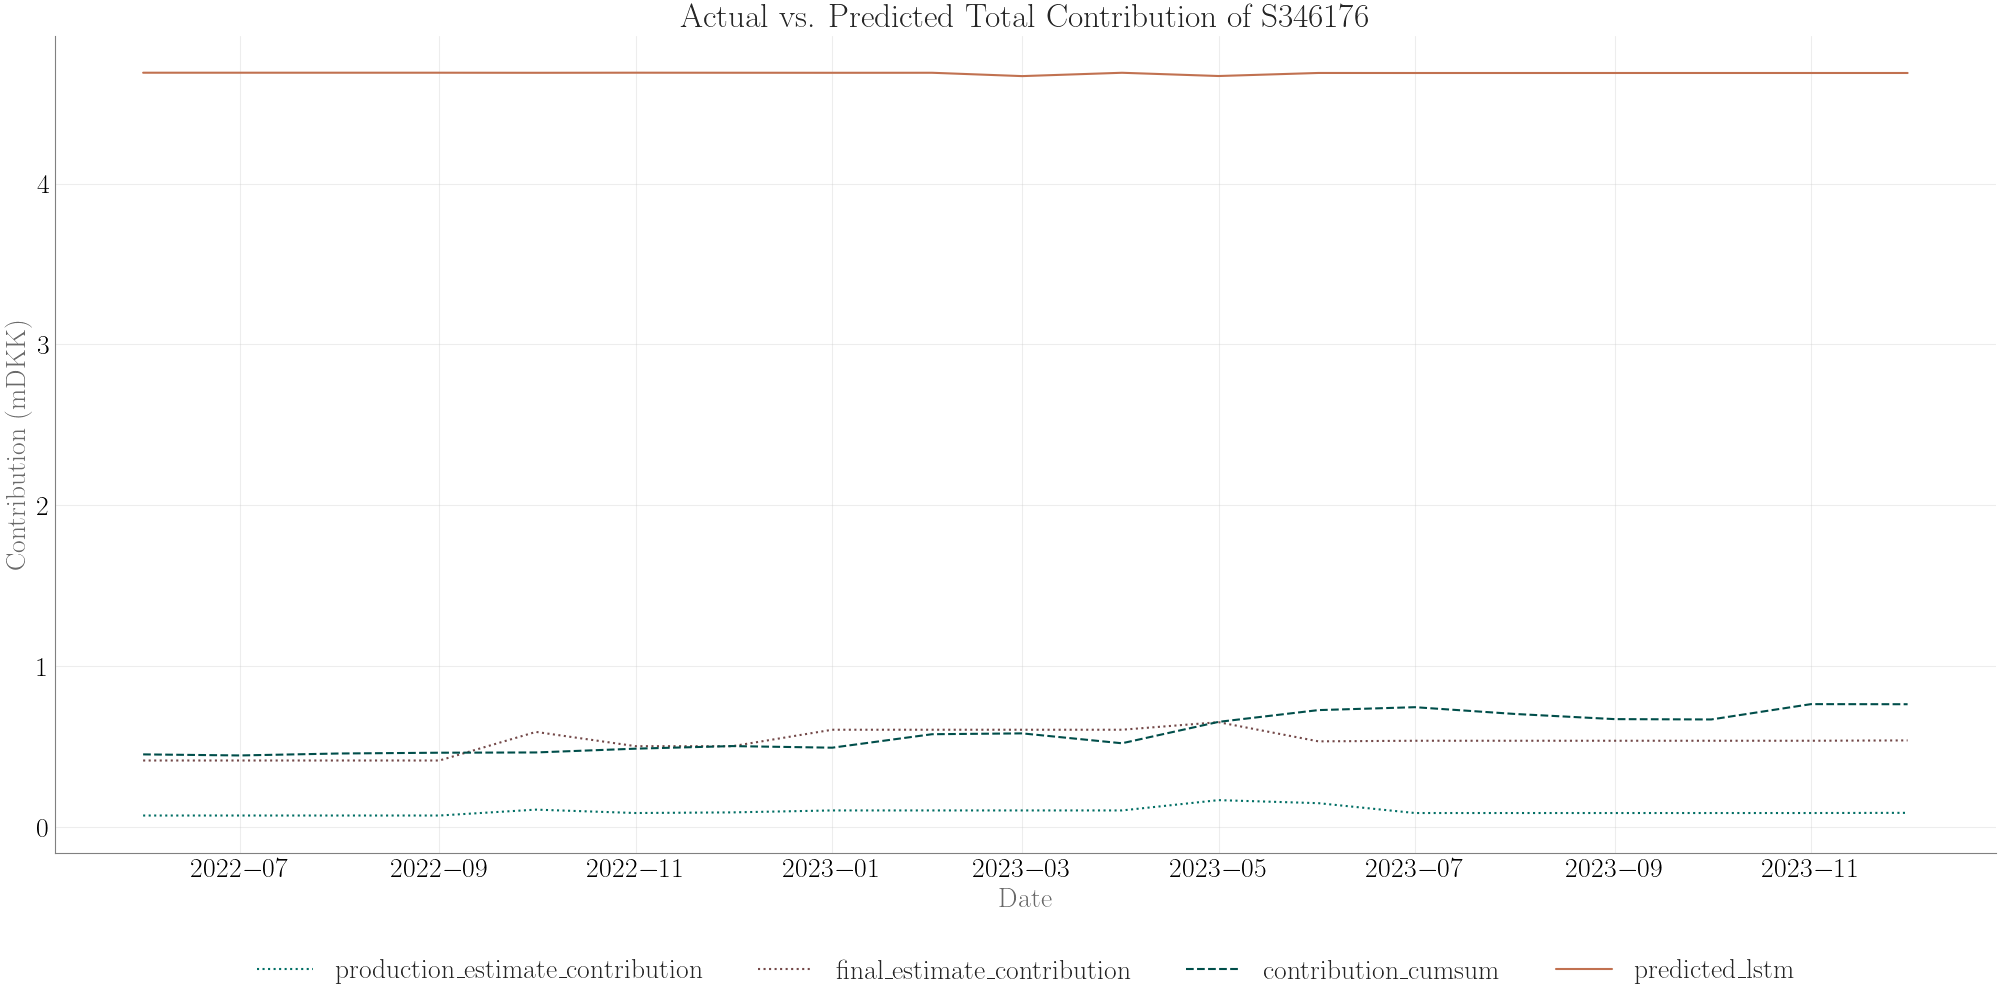 Actual vs. Predicted Total Contribution of S346176
Contribution (mDKK)
4
3
2
1
0
2022–07 2022–09 2022–11 2023–01 2023–03 2023–05 2023–07 2023–09 2023–11
Date
production_estimate_contribution final_estimate_contribution contribution_cumsum predicted_lstm